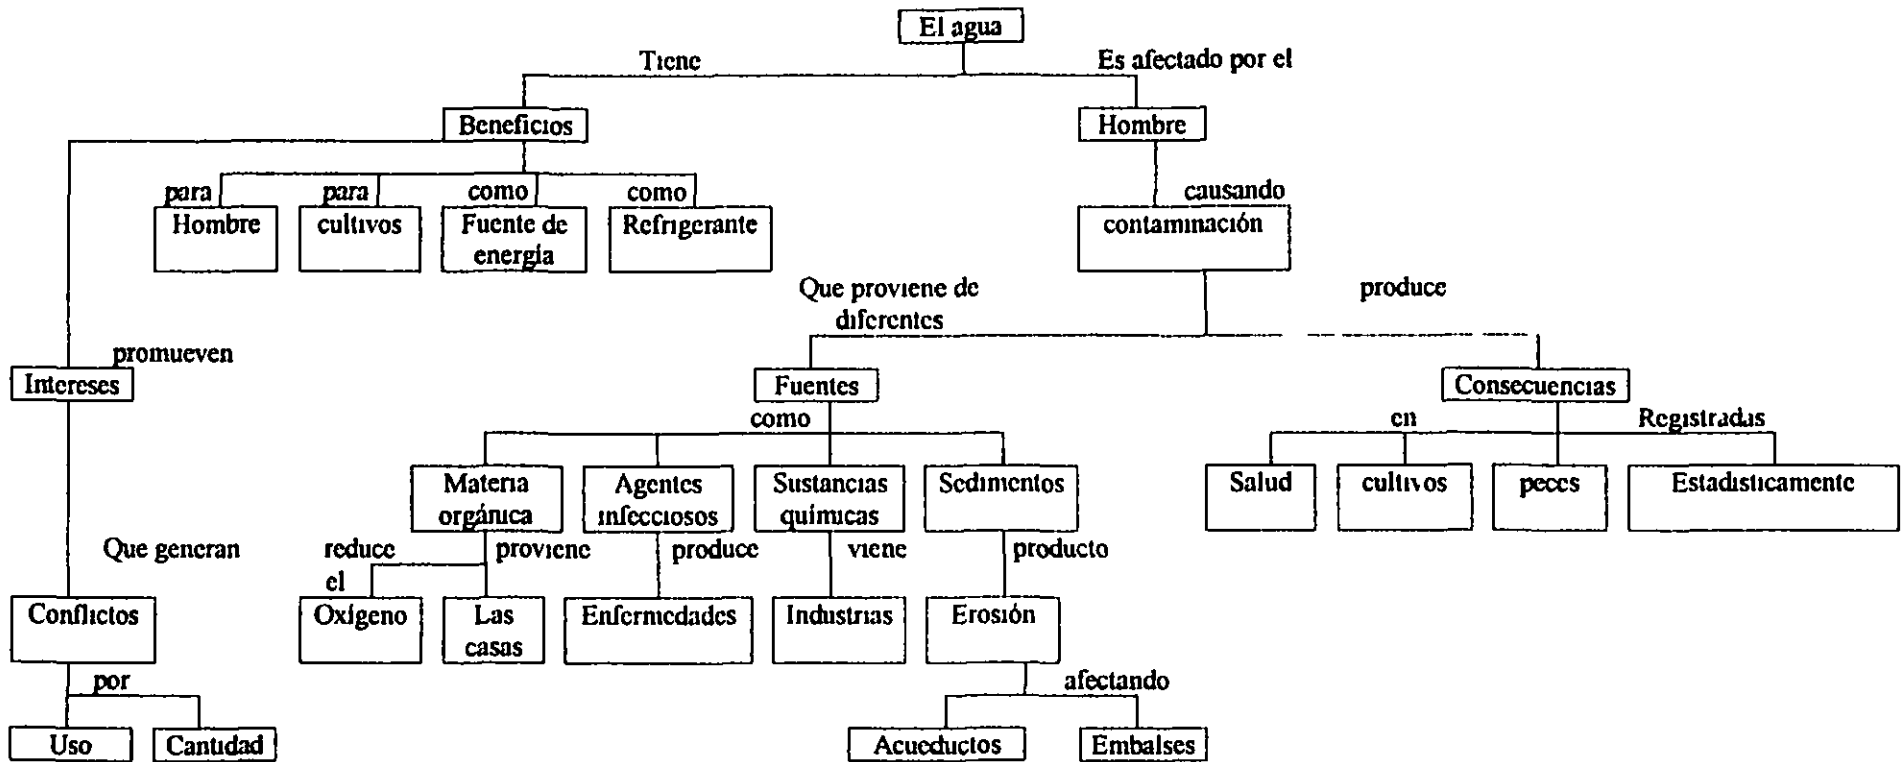 El agua
Tiene
Es afectado por el
Beneficios
Hombre
para
para
como
como
causando
Hombre
cultivos
Fuente de
energía
Refrigerante
contaminación
Que proviene de
diferentes
produce
promueven
Intereses
Fuentes
Consecuencias
como
en
Registradas
Materia
orgánica
Agentes
infecciosos
Sustancias
químicas
Sedimentos
Salud
cultivos
peces
Estadísticamente
Que generan
reduce
el
proviene
produce
viene
producto
Conflictos
Oxígeno
Las
casas
Enfermedades
Industrias
Erosión
por
afectando
Uso
Cantidad
Acueductos
Embalses